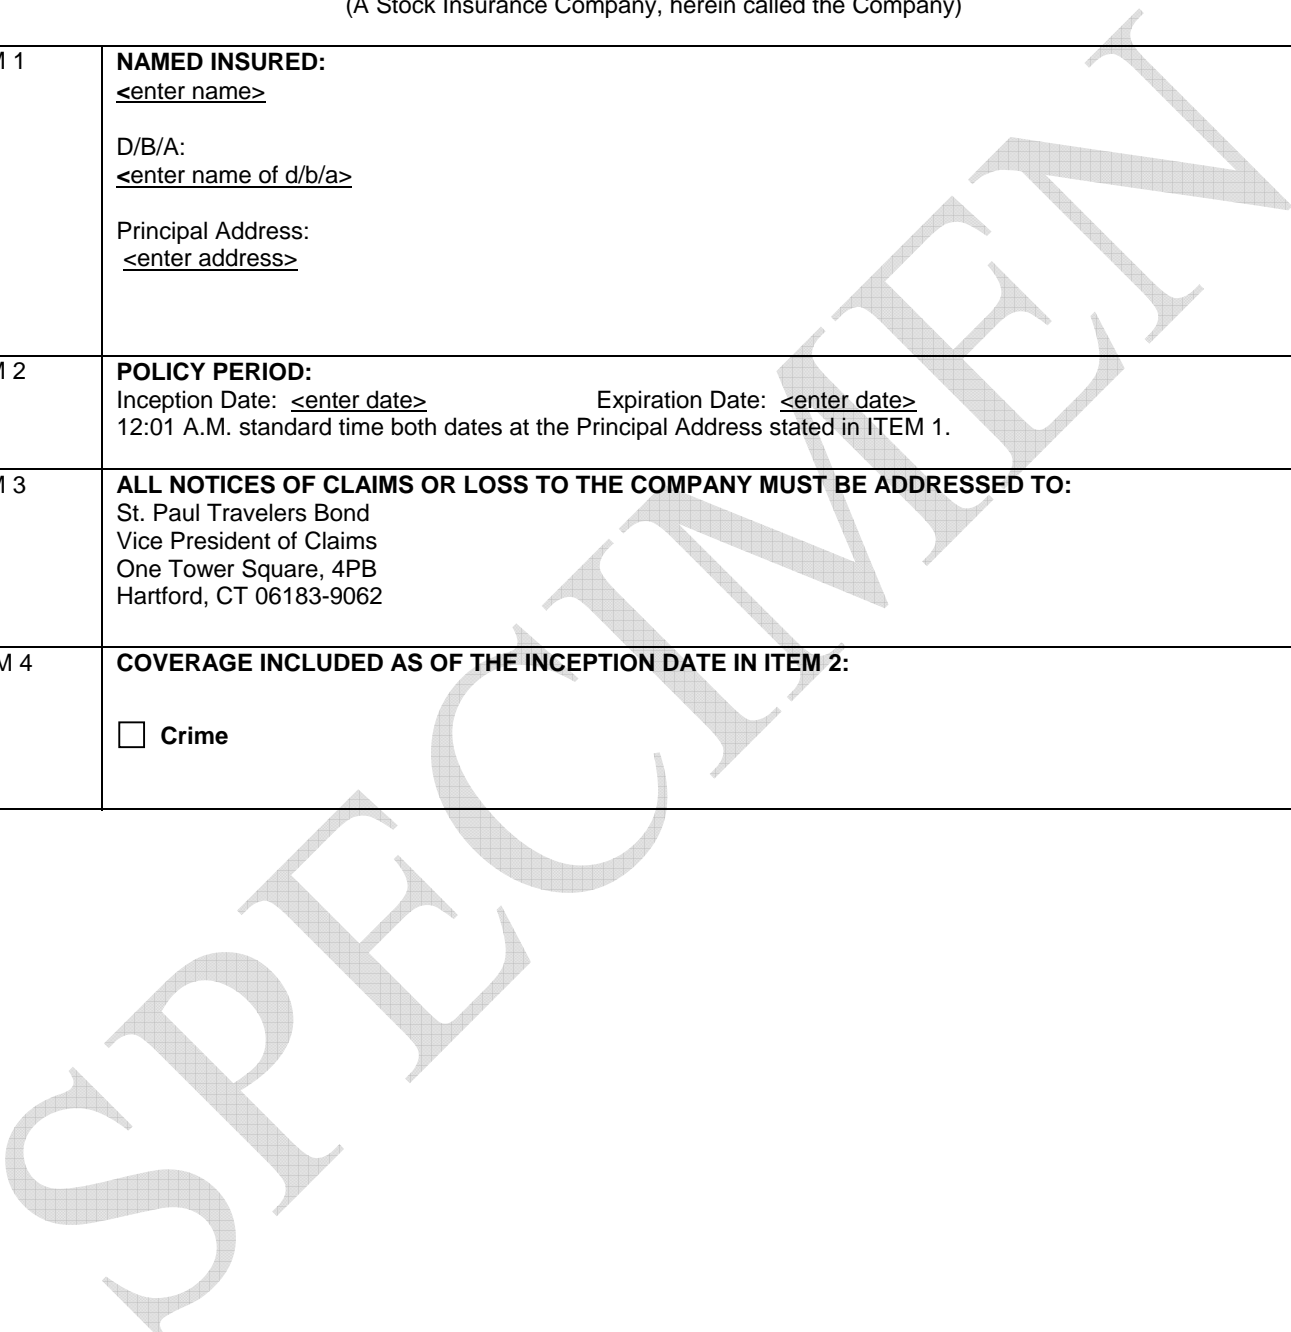 (A Stock Insurance Company, herein called the Company)
M 1
NAMED INSURED:
<enter name>
D/B/A:
<enter name of d/b/a>
Principal Address:
<enter address>
M 2
POLICY PERIOD:
Inception Date: <enter date> Expiration Date: <enter date>
12:01 A.M. standard time both dates at the Principal Address stated in ITEM 1.
M 3
ALL NOTICES OF CLAIMS OR LOSS TO THE COMPANY MUST BE ADDRESSED TO:
St. Paul Travelers Bond
Vice President of Claims
One Tower Square, 4PB
Hartford, CT 06183-9062
M 4
COVERAGE INCLUDED AS OF THE INCEPTION DATE IN ITEM 2:
Crime
SPECIMEN